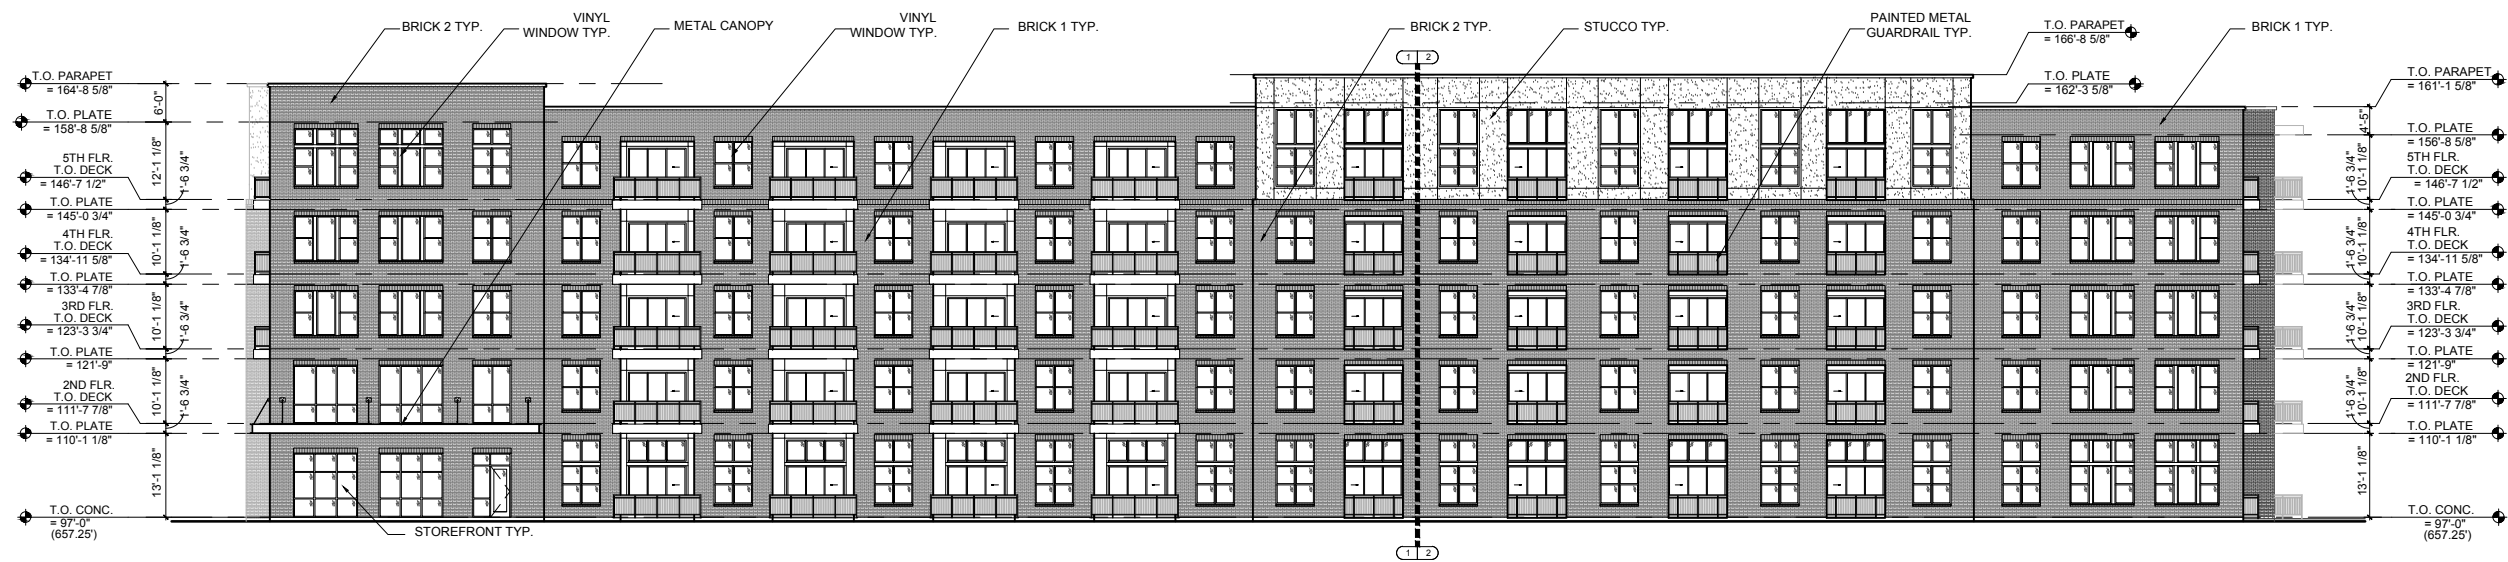 BRICK 2 TYP.
VINYL
WINDOW TYP.
METAL CANOPY
VINYL
WINDOW TYP.
BRICK 1 TYP.
BRICK 2 TYP.
STUCCO TYP.
PAINTED METAL
GUARDRAIL TYP.
T.O. PARAPET
= 166'-8 5/8"
BRICK 1 TYP.
1 2
T.O. PLATE
= 162'-3 5/8"
T.O. PARAPET
= 164'-8 5/8"
T.O. PLATE
= 158'-8 5/8"
5TH FLR.
T.O. DECK
= 146'-7 1/2"
T.O. PLATE
= 145'-0 3/4"
4TH FLR.
T.O. DECK
= 134'-11 5/8"
T.O. PLATE
= 133'-4 7/8"
3RD FLR.
T.O. DECK
= 123'-3 3/4"
T.O. PLATE
= 121'-9"
2ND FLR.
T.O. DECK
= 111'-7 7/8"
T.O. PLATE
= 110'-1 1/8"
T.O. CONC.
= 97'-0"
(657.25')
6'-0"
12'-1 1/8"
1'-6 3/4"
10'-1 1/8"
1'-6 3/4"
10'-1 1/8"
1'-6 3/4"
10'-1 1/8"
1'-6 3/4"
13'-1 1/8"
STOREFRONT TYP.
1 2
4'-5"
1'-6 3/4"
10'-1 1/8"
1'-6 3/4"
10'-1 1/8"
1'-6 3/4"
10'-1 1/8"
1'-6 3/4"
10'-1 1/8"
13'-1 1/8"
T.O. PARAPET
= 161'-1 5/8"
T.O. PLATE
= 156'-8 5/8"
5TH FLR.
T.O. DECK
= 146'-7 1/2"
T.O. PLATE
= 145'-0 3/4"
4TH FLR.
T.O. DECK
= 134'-11 5/8"
T.O. PLATE
= 133'-4 7/8"
3RD FLR.
T.O. DECK
= 123'-3 3/4"
T.O. PLATE
= 121'-9"
2ND FLR.
T.O. DECK
= 111'-7 7/8"
T.O. PLATE
= 110'-1 1/8"
T.O. CONC.
= 97'-0"
(657.25')